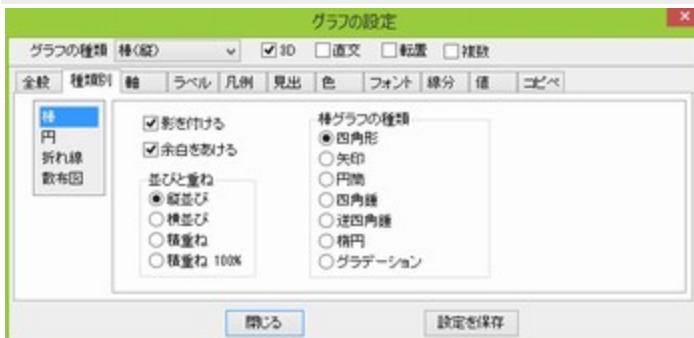 グラフの設定
グラフの種類 棒(縦) 3D 直交 転置 複数
全般 種類別 軸 ラベル 凡例 見出 色 フォント 線分 値 コピペ
棒
円
折れ線
散布図
影を付ける
余白をあける
並びと重ね
縦並び
横並び
積重ね
積重ね 100%
棒グラフの種類
四角形
矢印
円筒
四角錘
逆四角錘
楕円
グラデーション
閉じる 設定を保存